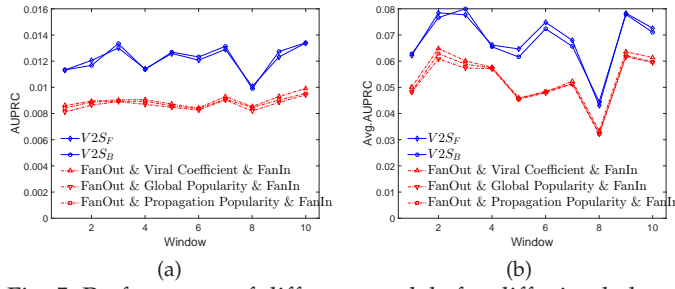 0.016
0.014
0.012
0.01
0.008
0.006
0.004
0.002
0
AUPRC
V2S_F
V2S_B
FanOut & Viral Coefficient & FanIn
FanOut & Global Popularity & FanIn
FanOut & Propagation Popularity & FanIn
2 4 6 8 10
Window
(a)
0.08
0.07
0.06
0.05
0.04
0.03
0.02
0.01
0
Avg.AUPRC
V2S_F
V2S_B
FanOut & Viral Coefficient & FanIn
FanOut & Global Popularity & FanIn
FanOut & Propagation Popularity & FanIn
2 4 6 8 10
Window
(b)